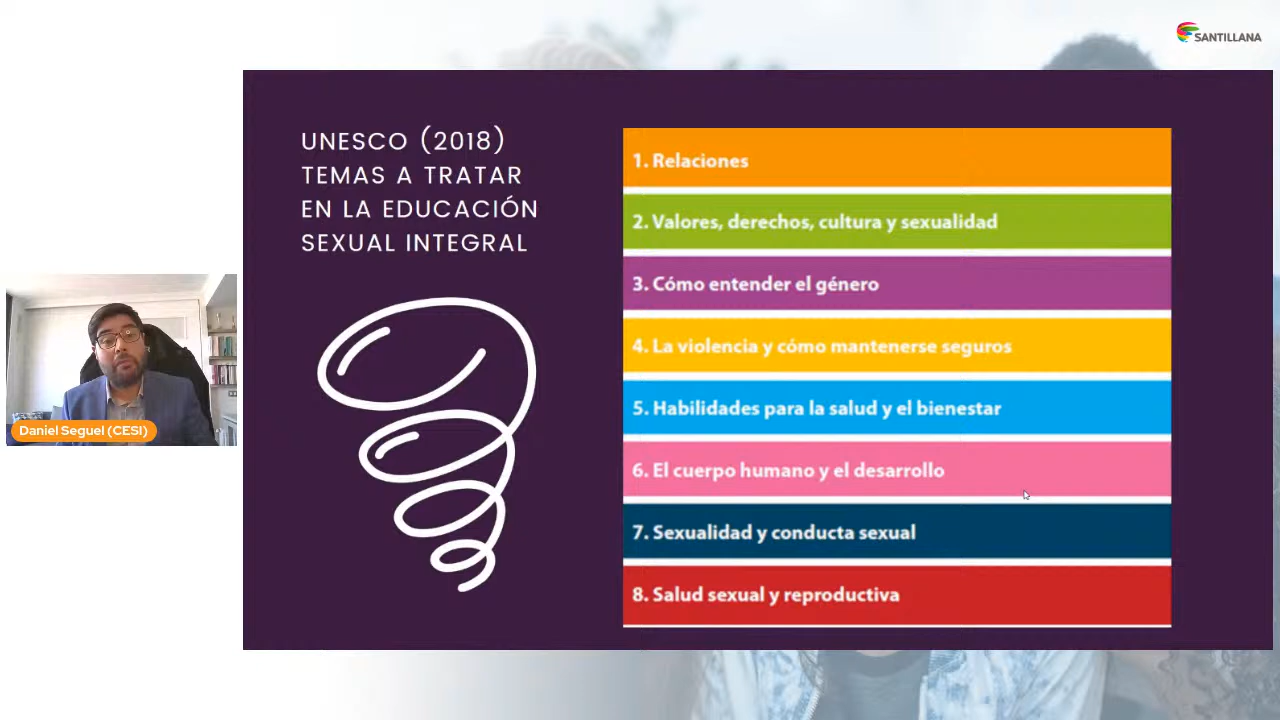 SANTILLANA
UNESCO (2018)
TEMAS A TRATAR
EN LA EDUCACIÓN
SEXUAL INTEGRAL
1. Relaciones
2. Valores, derechos, cultura y sexualidad
3. Cómo entender el género
4. La violencia y cómo mantenerse seguros
5. Habilidades para la salud y el bienestar
6. El cuerpo humano y el desarrollo
7. Sexualidad y conducta sexual
8. Salud sexual y reproductiva
Daniel Seguel (CESI)